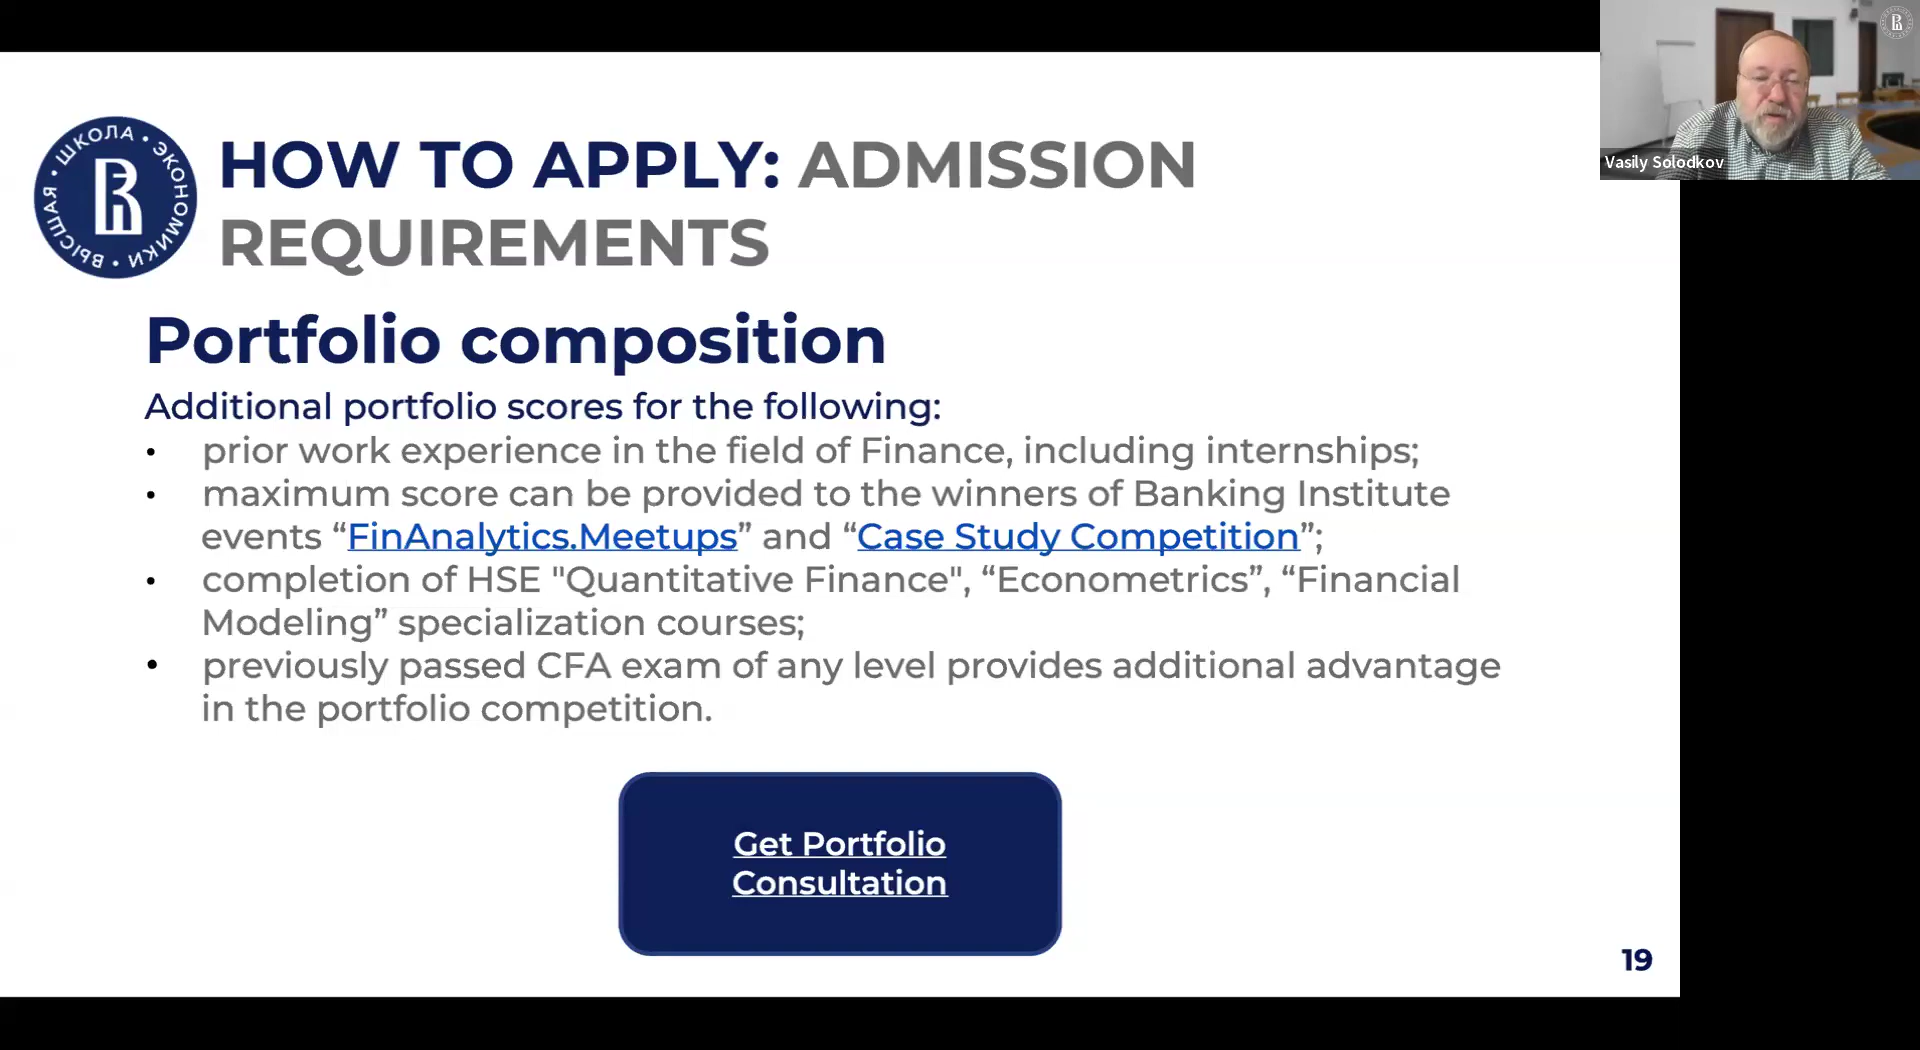 ВЫСШАЯ • ШКОЛА • ЭКОНОМИКИ •
HOW TO APPLY: ADMISSION
REQUIREMENTS
Vasily Solodkov
Portfolio composition
Additional portfolio scores for the following:
• prior work experience in the field of Finance, including internships;
• maximum score can be provided to the winners of Banking Institute
events “FinAnalytics.Meetups” and “Case Study Competition”;
• completion of HSE "Quantitative Finance", “Econometrics”, “Financial
Modeling” specialization courses;
• previously passed CFA exam of any level provides additional advantage
in the portfolio competition.
Get Portfolio
Consultation
19